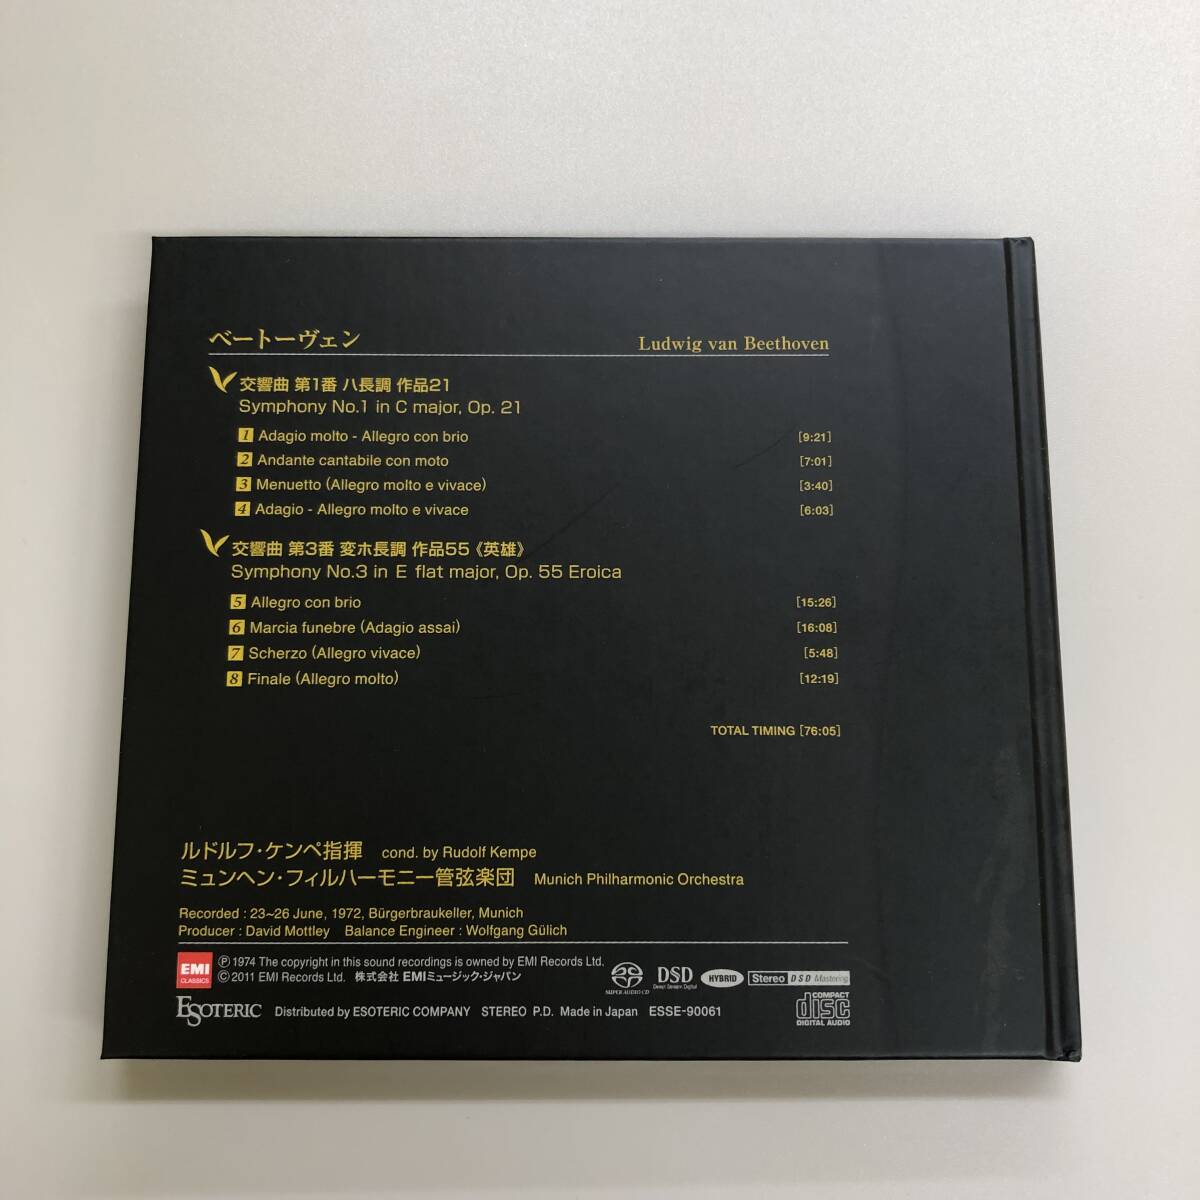 ベートーヴェン Ludwig van Beethoven
交響曲 第1番 ハ長調 作品21
Symphony No.1 in C major, Op. 21
1 Adagio molto - Allegro con brio [9:21]
2 Andante cantabile con moto [7:01]
3 Menuetto (Allegro molto e vivace) [3:40]
4 Adagio - Allegro molto e vivace [6:03]
交響曲 第3番 変ホ長調 作品55《英雄》
Symphony No.3 in E flat major, Op. 55 Eroica
5 Allegro con brio [15:26]
6 Marcia funebre (Adagio assai) [16:08]
7 Scherzo (Allegro vivace) [5:48]
8 Finale (Allegro molto) [12:19]
TOTAL TIMING [76:05]
ルドルフ・ケンペ指揮 cond. by Rudolf Kempe
ミュンヘン・フィルハーモニー管弦楽団 Munich Philharmonic Orchestra
Recorded : 23~26 June, 1972, Bürgerbraukeller, Munich
Producer : David Mottley Balance Engineer : Wolfgang Gülich
EMI CLASSICS
Ⓟ 1974 The copyright in this sound recordings is owned by EMI Records Ltd.
Ⓒ 2011 EMI Records Ltd. 株式会社 EMIミュージック・ジャパン
SUPER AUDIO CD
DSD Direct Stream Digital
HYBRID
Stereo DSD Mastering
ESOTERIC Distributed by ESOTERIC COMPANY STEREO P.D. Made in Japan ESSE-90061
COMPACT disc DIGITAL AUDIO